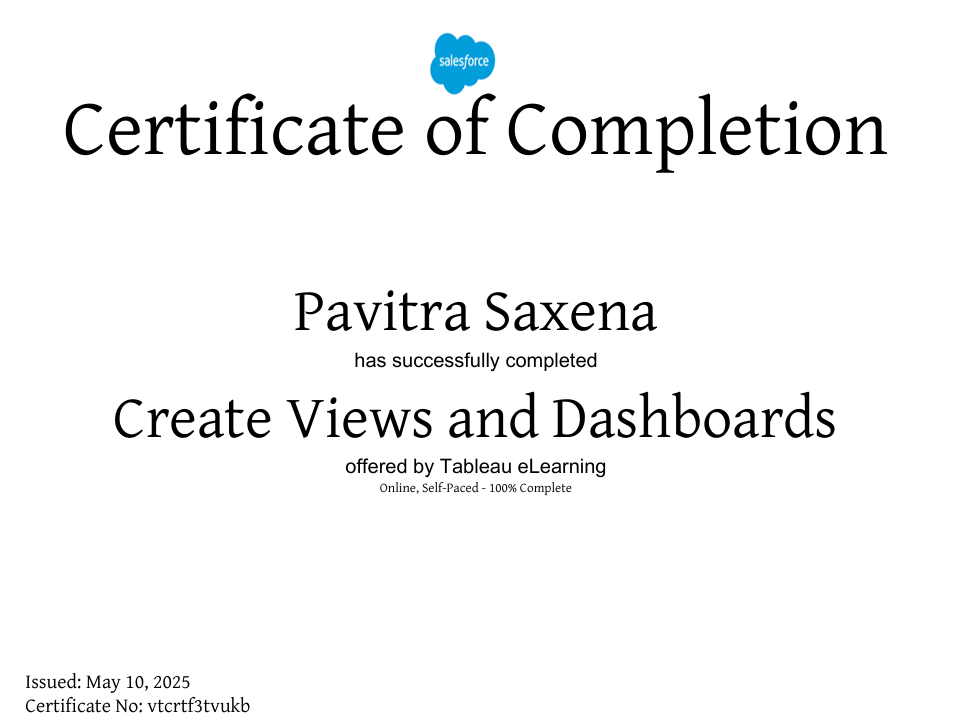 salesforce
Certificate of Completion
Pavitra Saxena
has successfully completed
Create Views and Dashboards
offered by Tableau eLearning
Online, Self-Paced - 100% Complete
Issued: May 10, 2025
Certificate No: vtcrtf3tvukb